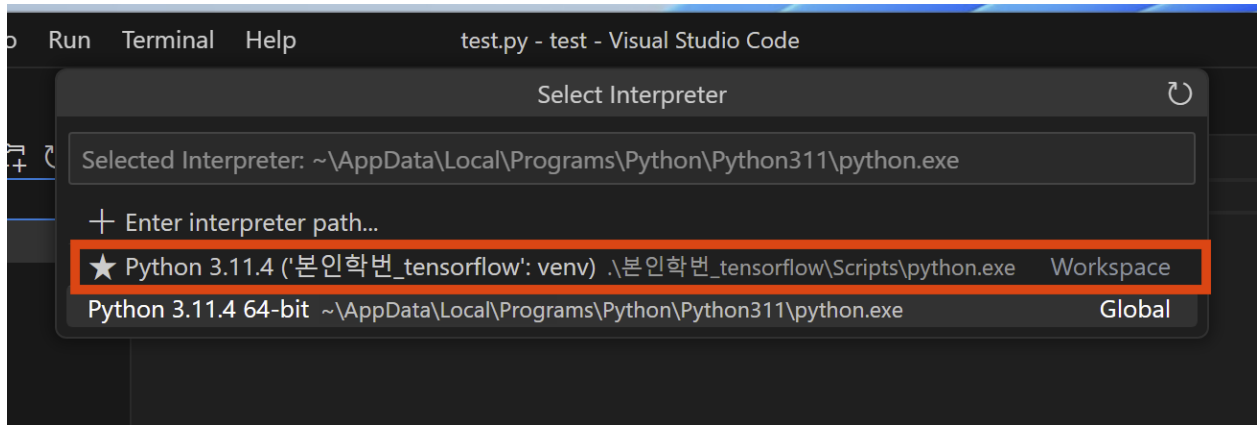 Run Terminal Help test.py - test - Visual Studio Code
Select Interpreter
Selected Interpreter: ~\AppData\Local\Programs\Python\Python311\python.exe
+ Enter interpreter path...
★ Python 3.11.4 ('본인학번_tensorflow': venv) .\본인학번_tensorflow\Scripts\python.exe Workspace
Python 3.11.4 64-bit ~\AppData\Local\Programs\Python\Python311\python.exe Global